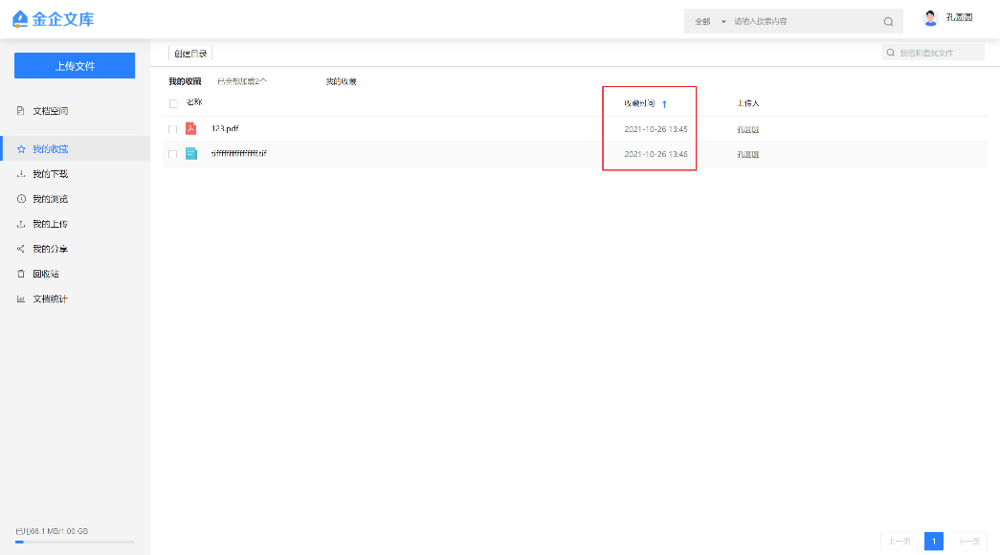 金企文库
全部 请输入搜索内容
孔圆圆
上传文件
创建目录
按名称查找文件
我的收藏 已全部加载2个 我的收藏
名称 收藏时间 ↑ 上传人
123.pdf 2021-10-26 13:45 孔圆圆
2021-10-26 13:46 孔圆圆
文档空间
我的收藏
我的下载
我的浏览
我的上传
我的分享
回收站
文档统计
已用68.1 MB/1.00 GB
上一页 1 下一页